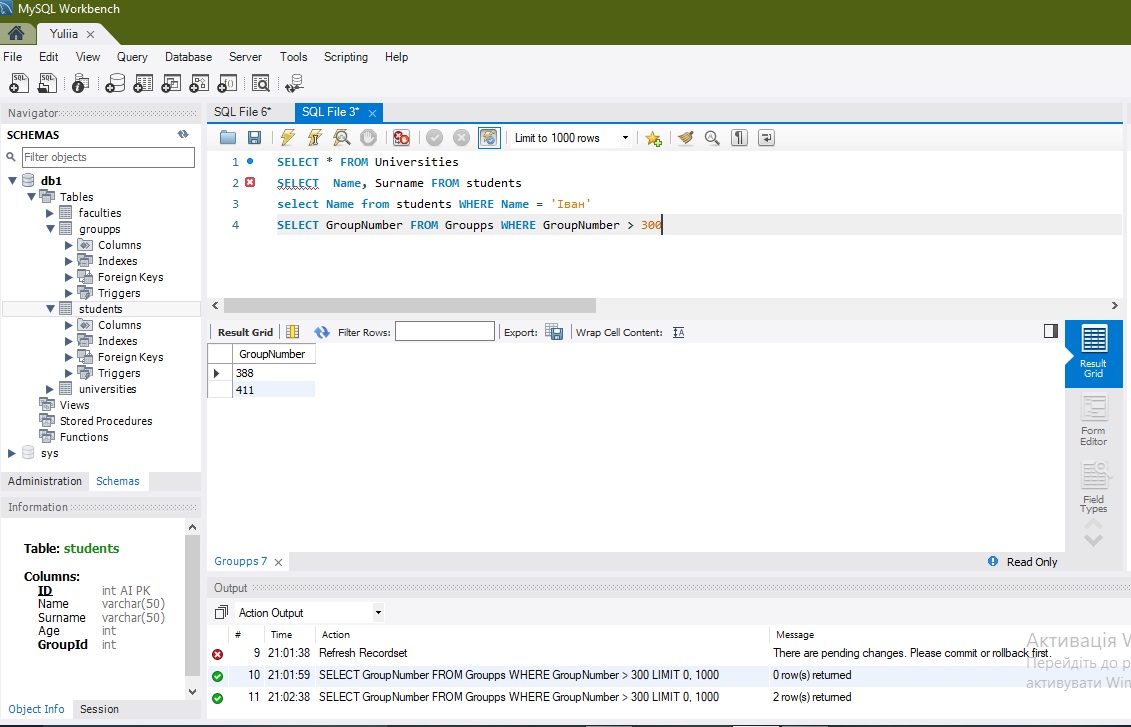 MySQL Workbench
Yuliia
File Edit View Query Database Server Tools Scripting Help
Navigator
SCHEMAS
Filter objects
db1
Tables
faculties
groupps
Columns
Indexes
Foreign Keys
Triggers
students
Columns
Indexes
Foreign Keys
Triggers
universities
Views
Stored Procedures
Functions
sys
Administration Schemas
Information
Table: students
Columns:
ID int AI PK
Name varchar(50)
Surname varchar(50)
Age int
GroupId int
Object Info Session
SQL File 6* SQL File 3*
Limit to 1000 rows
1 SELECT * FROM Universities
2 SELECT Name, Surname FROM students
3 select Name from students WHERE Name = 'Іван'
4 SELECT GroupNumber FROM Groupps WHERE GroupNumber > 300
Result Grid Filter Rows: Export: Wrap Cell Content:
GroupNumber
388
411
Result
Grid
Form
Editor
Field
Types
Groupps 7 Read Only
Output
Action Output
# Time Action Message
9 21:01:38 Refresh Recordset There are pending changes. Please commit or rollback first.
10 21:01:59 SELECT GroupNumber FROM Groupps WHERE GroupNumber > 300 LIMIT 0, 1000 0 row(s) returned
11 21:02:38 SELECT GroupNumber FROM Groupps WHERE GroupNumber > 300 LIMIT 0, 1000 2 row(s) returned
Активація W
Перейдіть до р
активувати Win